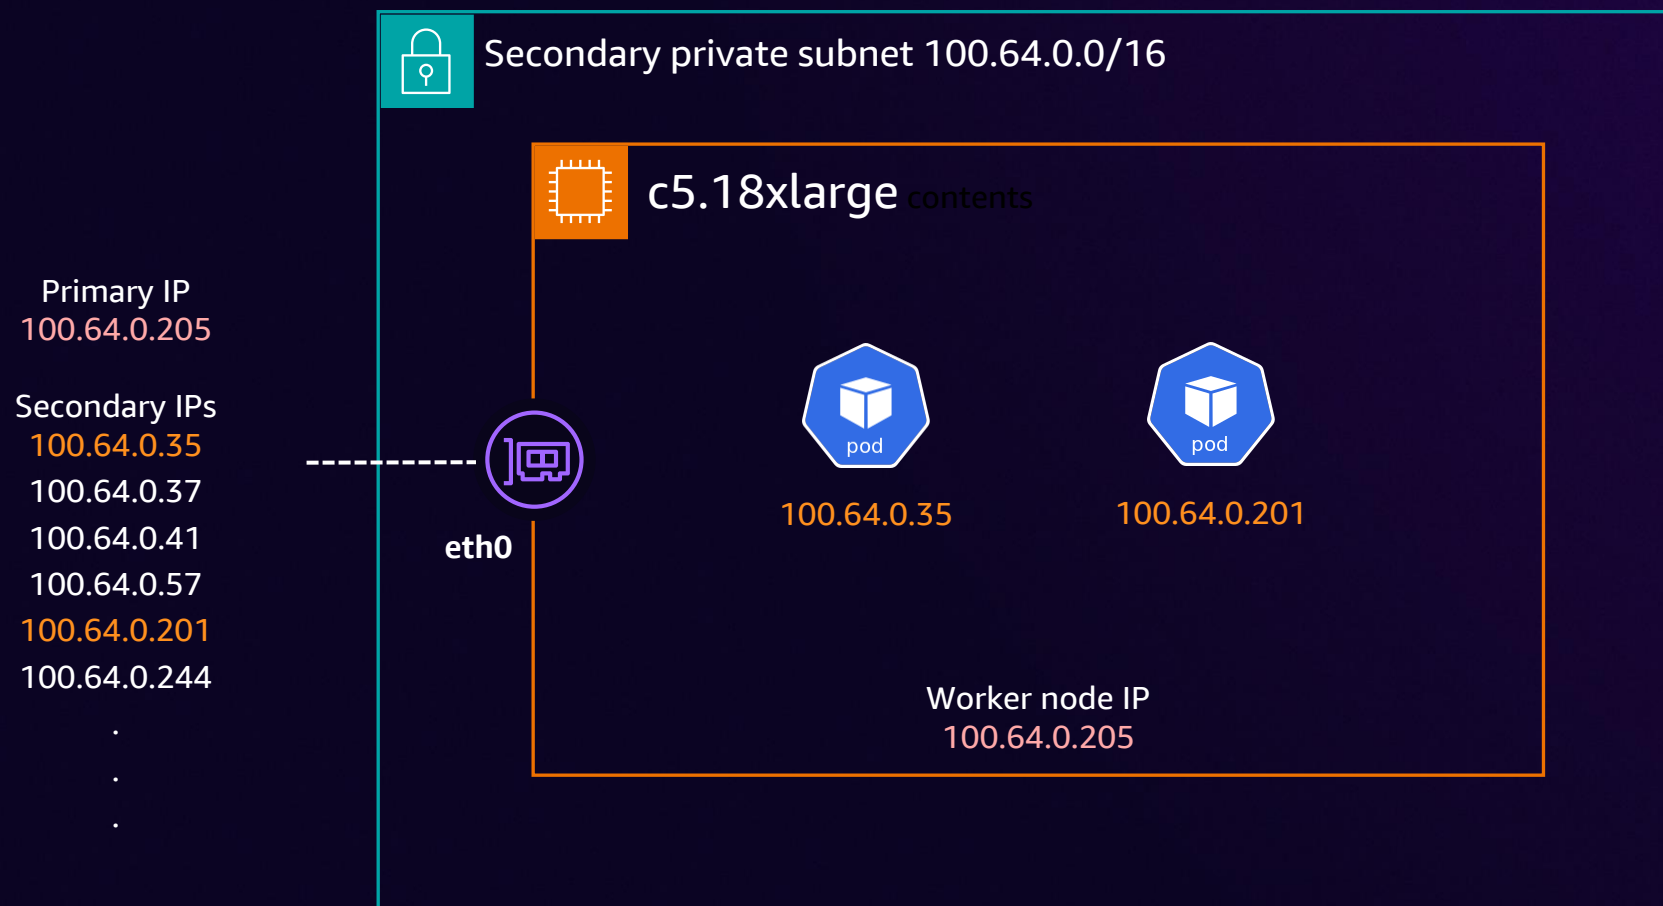 Secondary private subnet 100.64.0.0/16
c5.18xlarge contents
Primary IP
100.64.0.205
Secondary IPs
100.64.0.35
100.64.0.37
100.64.0.41
100.64.0.57
100.64.0.201
100.64.0.244
.
.
.
eth0
pod
100.64.0.35
pod
100.64.0.201
Worker node IP
100.64.0.205